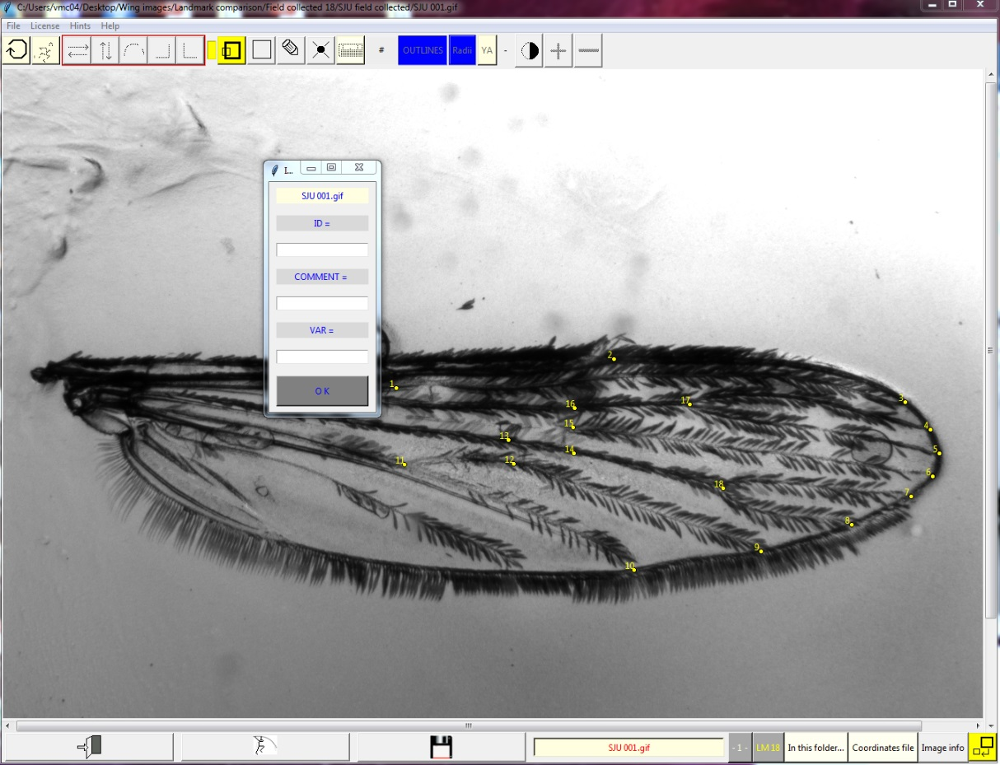 C:/Users/vmc04/Desktop/Wing images/Landmark comparison/Field collected 18/SJU field collected/SJU 001.gif
File License Hints Help
# OUTLINES Radii YA -
I...
SJU 001.gif
ID =
COMMENT =
VAR =
O K
2
1
16
17
3
15
4
13
14
5
11
12
6
18
7
8
9
10
SJU 001.gif
- 1 -
LM 18
In this folder...
Coordinates file
Image info